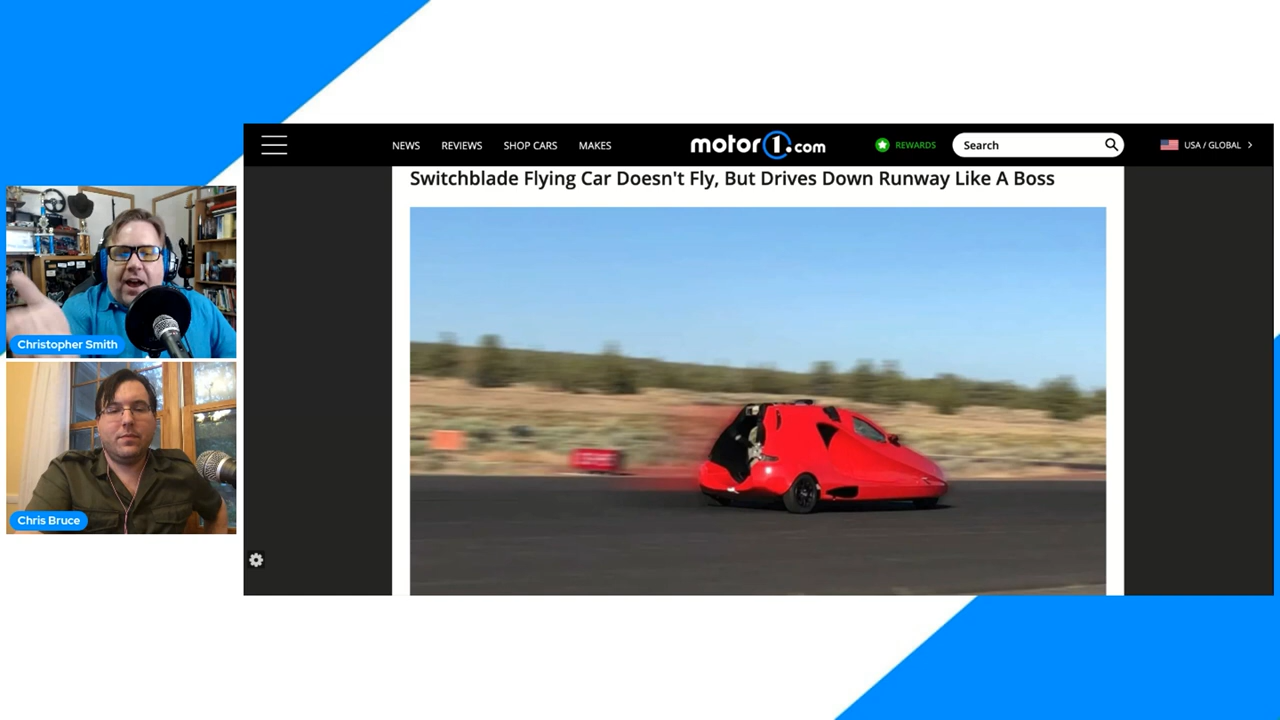 NEWS
REVIEWS
SHOP CARS
MAKES
motor1.com
REWARDS
Search
USA / GLOBAL
Switchblade Flying Car Doesn't Fly, But Drives Down Runway Like A Boss
Christopher Smith
Chris Bruce